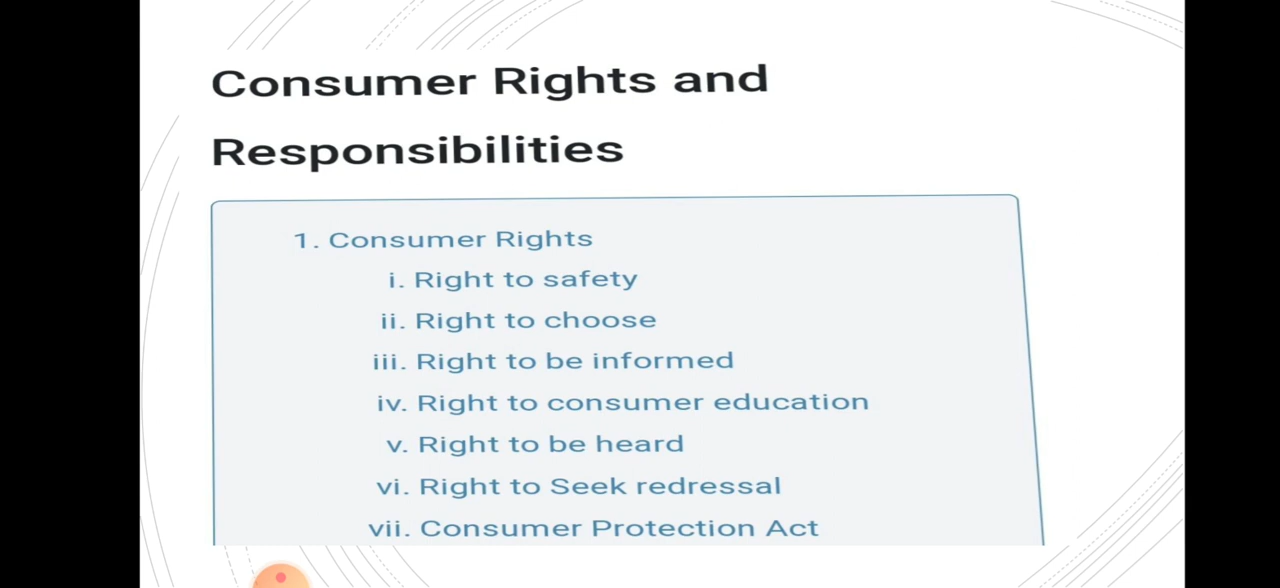 Consumer Rights and
Responsibilities
1. Consumer Rights
i. Right to safety
ii. Right to choose
iii. Right to be informed
iv. Right to consumer education
v. Right to be heard
vi. Right to Seek redressal
vii. Consumer Protection Act